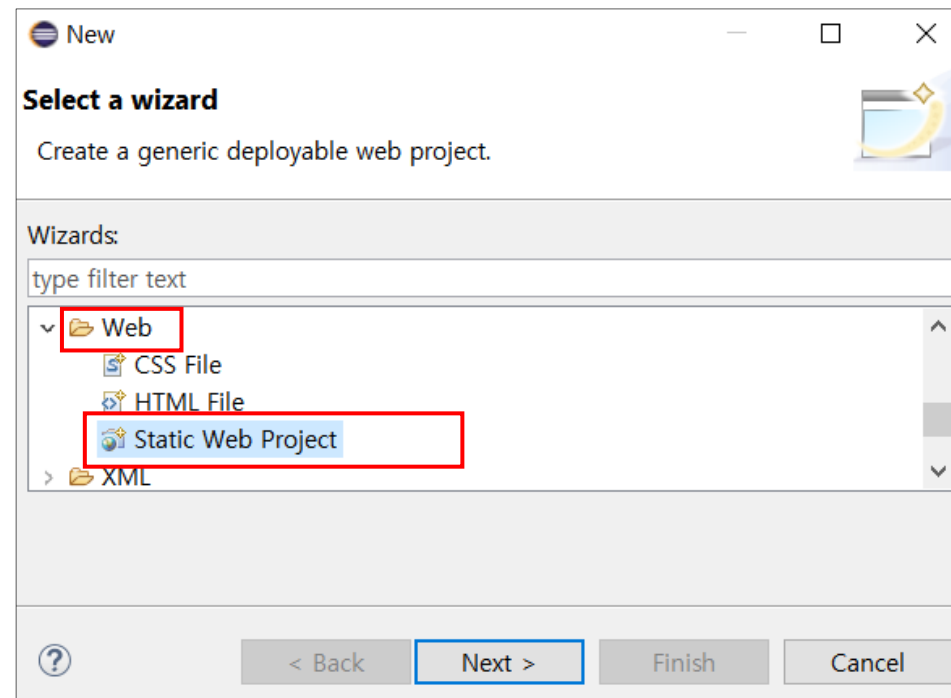 New
Select a wizard
Create a generic deployable web project.
Wizards:
type filter text
Web
CSS File
HTML File
Static Web Project
XML
? < Back Next > Finish Cancel